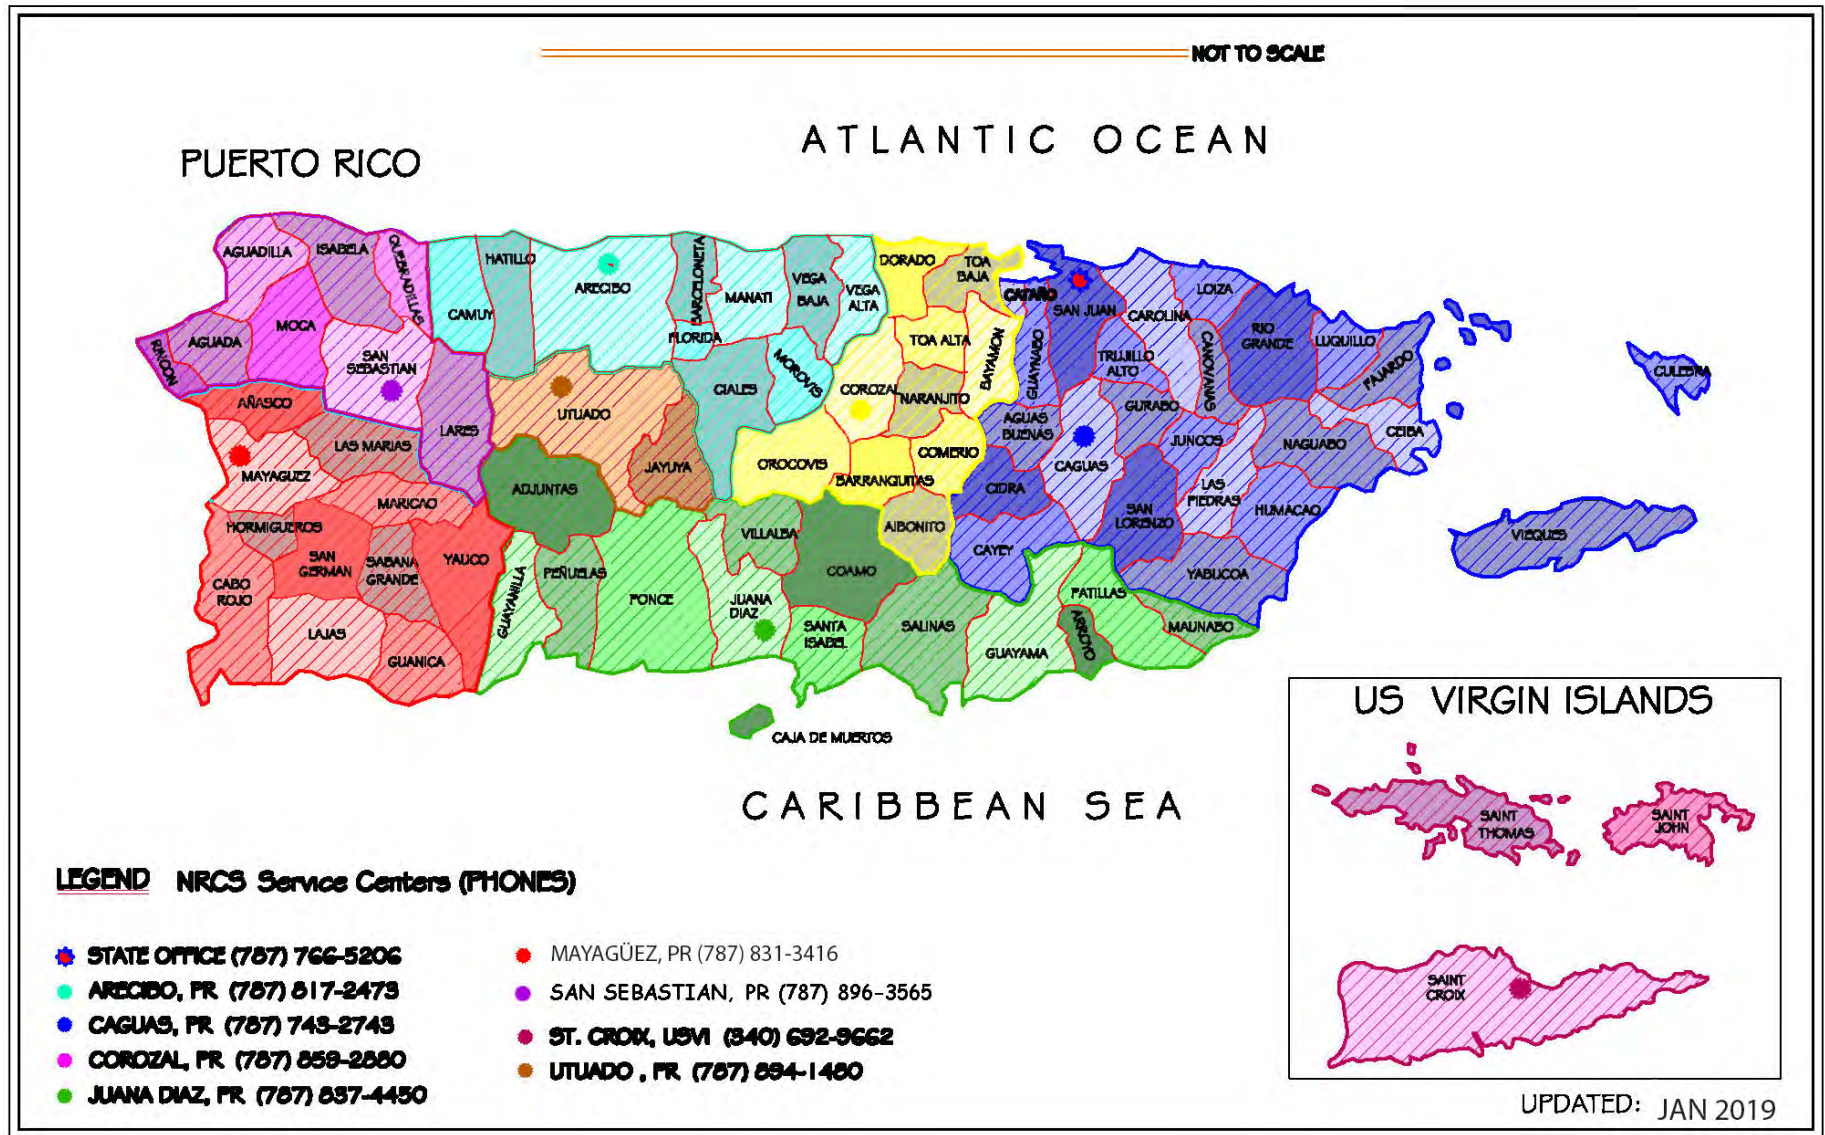 NOT TO SCALE
ATLANTIC OCEAN
PUERTO RICO
AGUADILLA
ISABELA
QUEBRADILLAS
CAMUY
HATILLO
ARECIBO
BARCELONETA
MANATI
VEGA
BAJA
VEGA
ALTA
DORADO
TOA
BAJA
CATAÑO
SAN JUAN
CAROLINA
LOIZA
RIO
GRANDE
LUQUILLO
FAJARDO
CULEBRA
RINCON
AGUADA
MOCA
SAN
SEBASTIAN
FLORIDA
CIALES
MOROVIS
TOA ALTA
BAYAMON
GUAYNABO
TRUJILLO
ALTO
CANOVANAS
AÑASCO
LAS MARIAS
LARES
UTUADO
JAYUYA
COROZAL
NARANJITO
AGUAS
BUENAS
GURABO
JUNCOS
NAGUABO
CEIBA
MAYAGUEZ
MARICAO
ADJUNTAS
OROCOVIS
BARRANQUITAS
COMERIO
CIDRA
CAGUAS
LAS
PIEDRAS
SAN
LORENZO
HUMACAO
VIEQUES
HORMIGUEROS
SAN
GERMAN
SABANA
GRANDE
YAUCO
GUAYANILLA
PEÑUELAS
PONCE
VILLALBA
JUANA
DIAZ
COAMO
AIBONITO
CAYEY
YABUCOA
CABO
ROJO
LAJAS
GUANICA
SANTA
ISABEL
SALINAS
GUAYAMA
ARROYO
PATILLAS
MAUNABO
CAJA DE MUERTOS
CARIBBEAN SEA
US VIRGIN ISLANDS
SAINT
THOMAS
SAINT
JOHN
SAINT
CROIX
LEGEND NRCS Service Centers (PHONES)
STATE OFFICE (787) 766-5206
ARECIBO, PR (787) 817-2473
CAGUAS, PR (787) 743-2743
COROZAL, PR (787) 859-2880
JUANA DIAZ, PR (787) 837-4450
MAYAGÜEZ, PR (787) 831-3416
SAN SEBASTIAN, PR (787) 896-3565
ST. CROIX, USVI (340) 692-9662
UTUADO , PR (787) 894-1480
UPDATED: JAN 2019